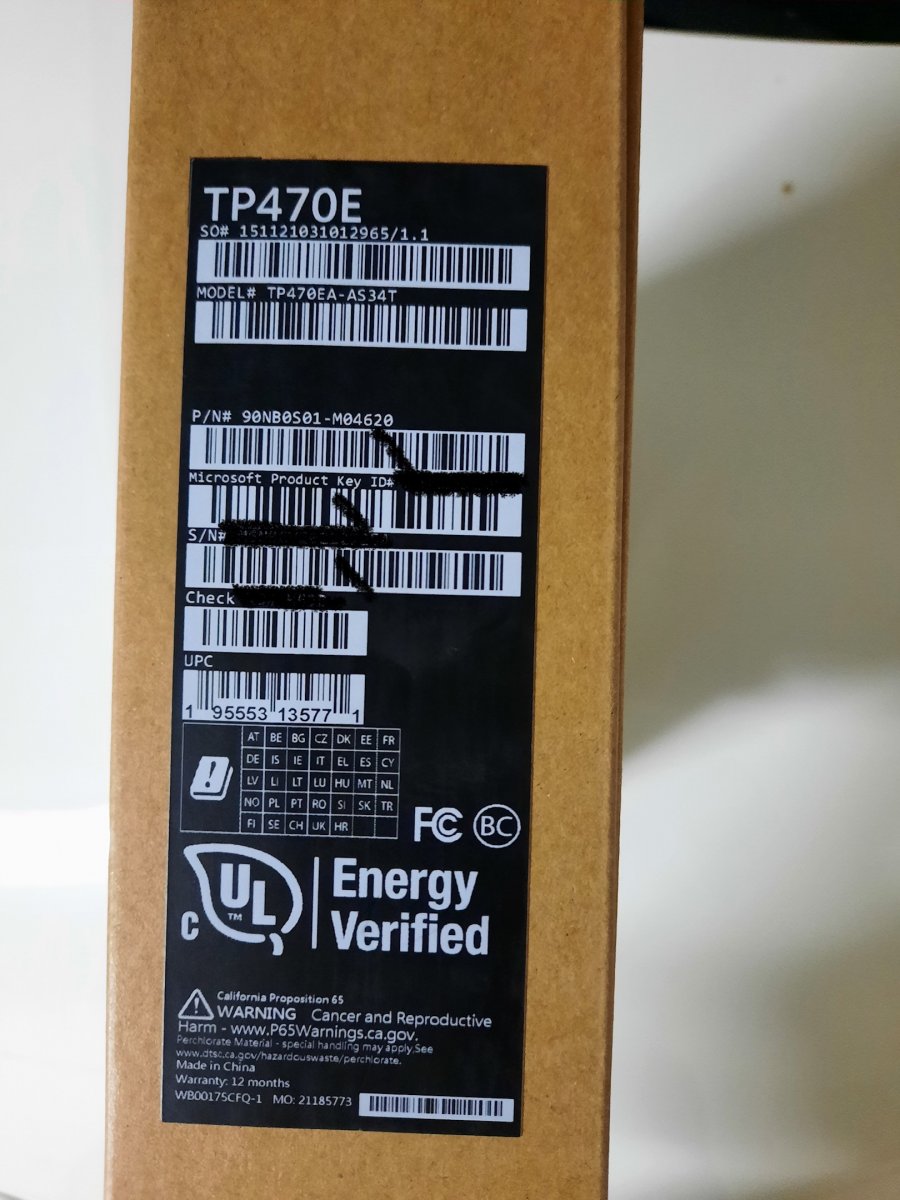 TP470E
SO# 151121031012965/1.1
MODEL# TP470EA-AS34T
P/N# 90NB0S01-M04620
Microsoft Product Key ID#
S/N#
Check
UPC
1 95553 13577 1
AT BE BG CZ DK EE FR
DE IS IE IT EL ES CY
LV LI LT LU HU MT NL
NO PL PT RO SI SK TR
FI SE CH UK HR
FC BC
C UL TM
Energy
Verified
California Proposition 65
WARNING Cancer and Reproductive
Harm - www.P65Warnings.ca.gov.
Perchlorate Material - special handling may apply.See
www.dtsc.ca.gov/hazardouswaste/perchlorate.
Made in China
Warranty: 12 months
WB0017SCFQ-1 MO: 21185773